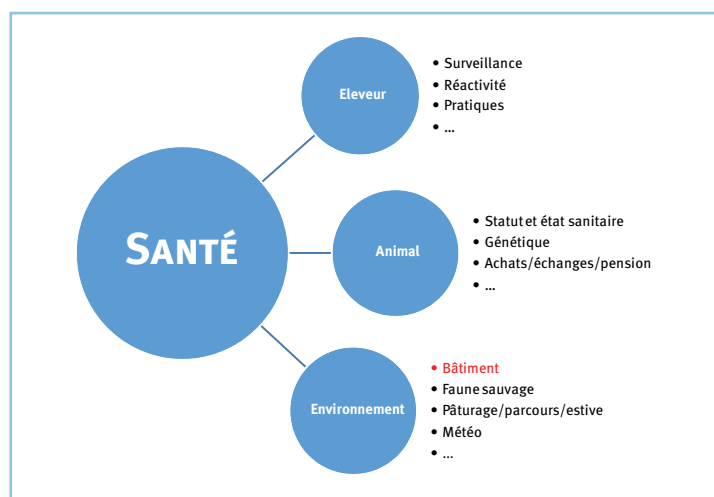 Eleveur
• Surveillance
• Réactivité
• Pratiques
• ...
SANTÉ
Animal
• Statut et état sanitaire
• Génétique
• Achats/échanges/pension
• ...
Environnement
• Bâtiment
• Faune sauvage
• Pâturage/parcours/estive
• Météo
• ...